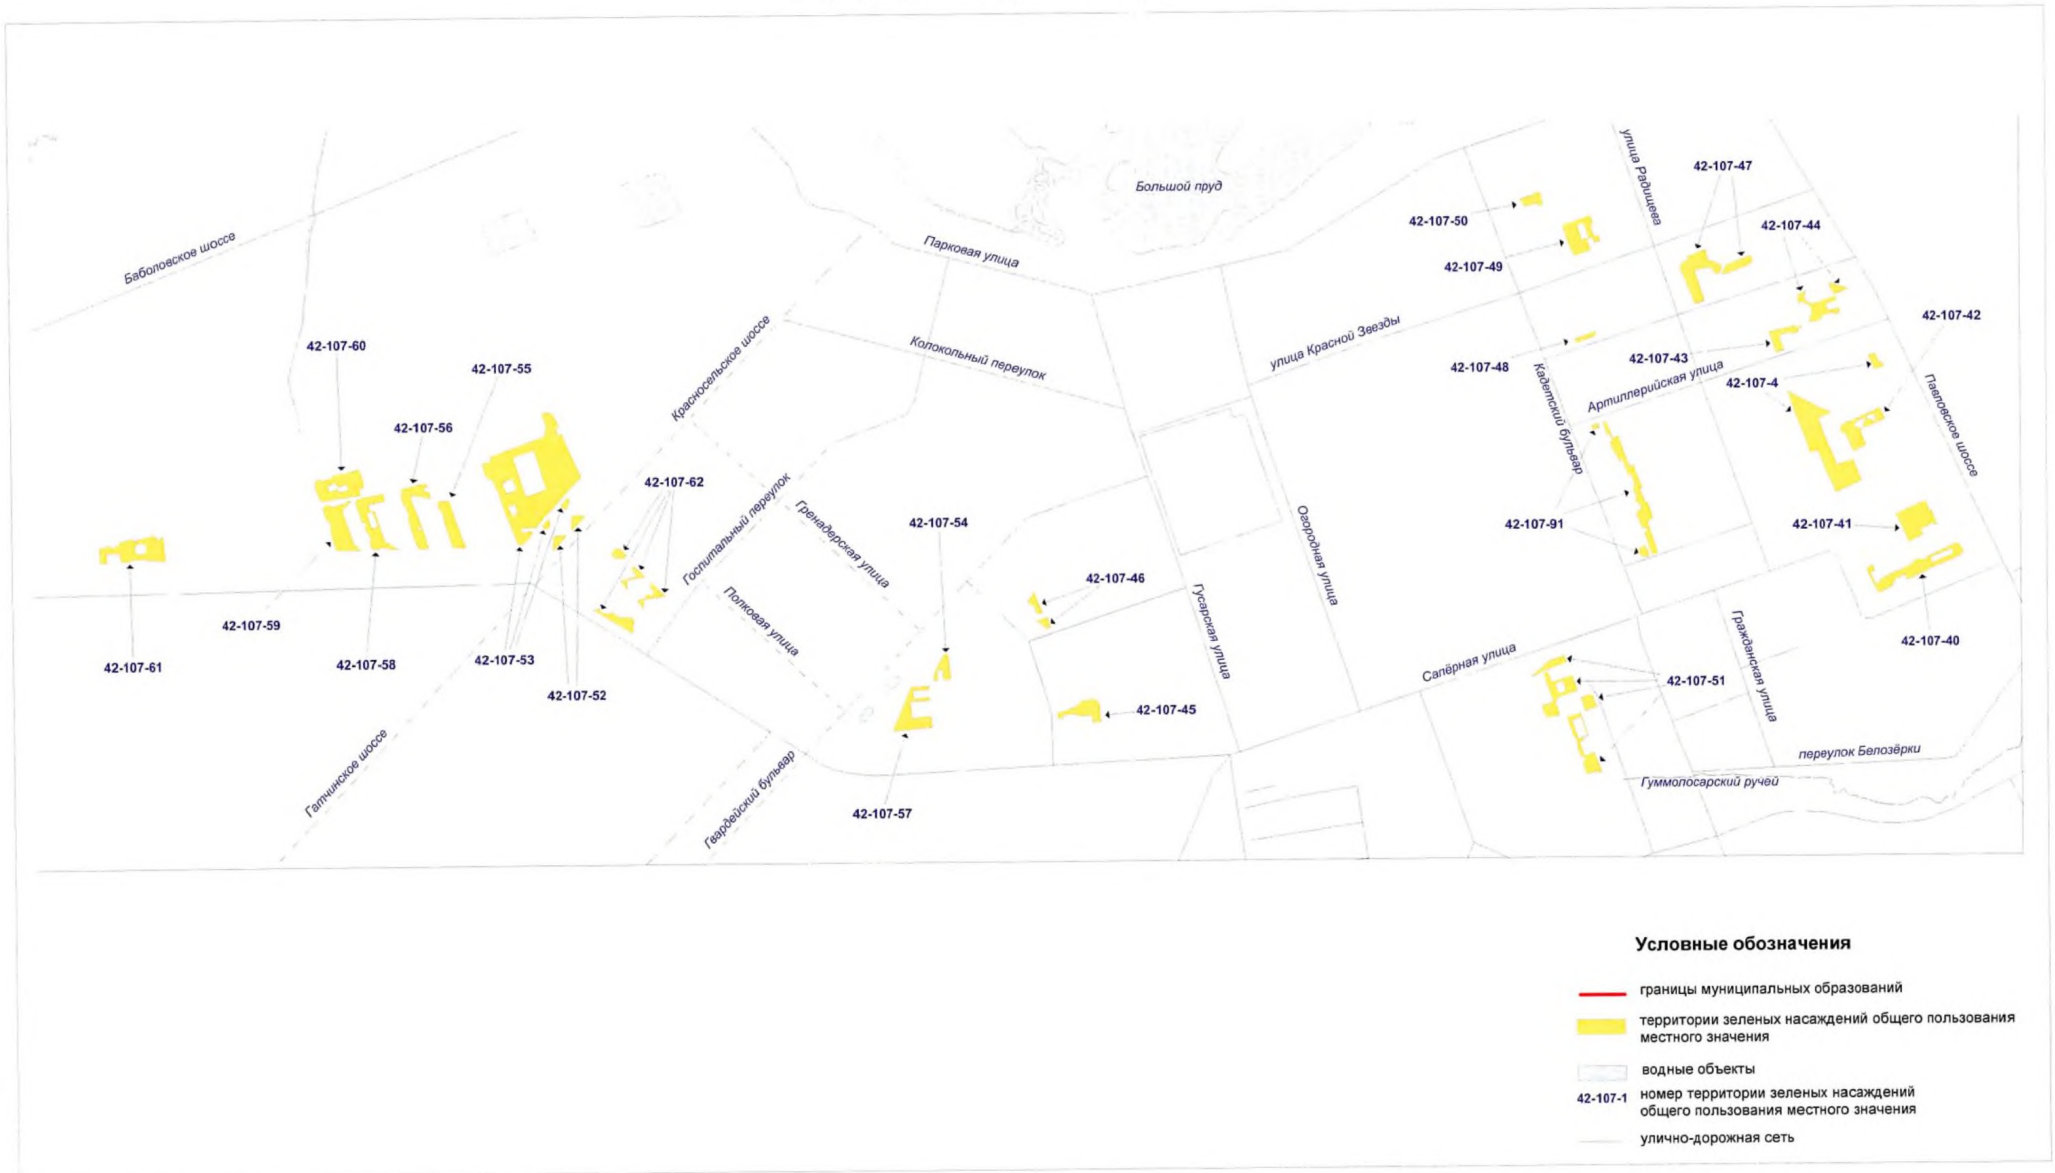 Большой пруд
улица Радищева
42-107-47
42-107-50
42-107-44
42-107-49
Баболовское шоссе
Парковая улица
42-107-42
42-107-60
42-107-55
Красносельское шоссе
Колокольный переулок
улица Красной Звезды
42-107-48
42-107-43
42-107-4
Артиллерийская улица
Кадетский бульвар
Павловское шоссе
42-107-56
42-107-62
Госпитальный переулок
Гренадерская улица
42-107-54
Огородная улица
42-107-91
42-107-41
42-107-46
Полковая улица
Гусарская улица
42-107-59
42-107-61
42-107-58
42-107-53
42-107-52
42-107-40
Сапёрная улица
Гражданская улица
42-107-51
42-107-45
переулок Белозёрки
Гуммолосарский ручей
Гатчинское шоссе
Гвардейский бульвар
42-107-57
Условные обозначения
границы муниципальных образований
территории зеленых насаждений общего пользования
местного значения
водные объекты
42-107-1 номер территории зеленых насаждений
общего пользования местного значения
улично-дорожная сеть